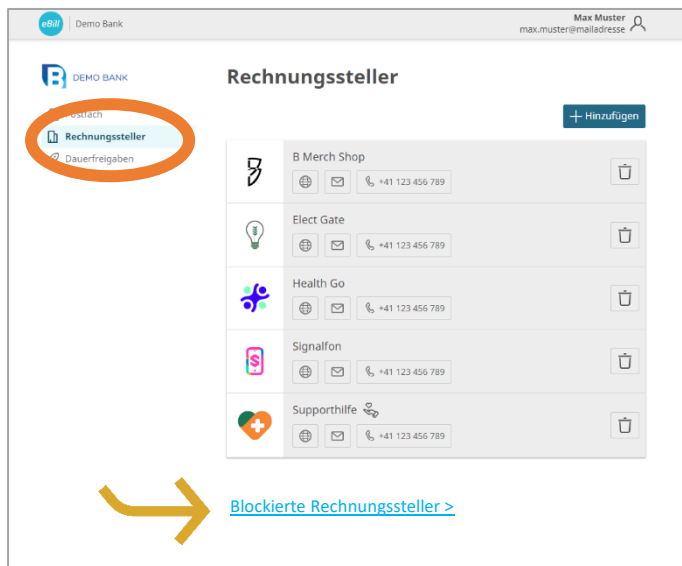 eBill Demo Bank
Max Muster
max.muster@mailadresse
DEMO BANK
Postfach
Rechnungssteller
Dauerfreigaben
Rechnungssteller
Hinzufügen
B Merch Shop
+41 123 456 789
Elect Gate
+41 123 456 789
Health Go
+41 123 456 789
Signalfon
+41 123 456 789
Supporthilfe
+41 123 456 789
Blockierte Rechnungssteller >